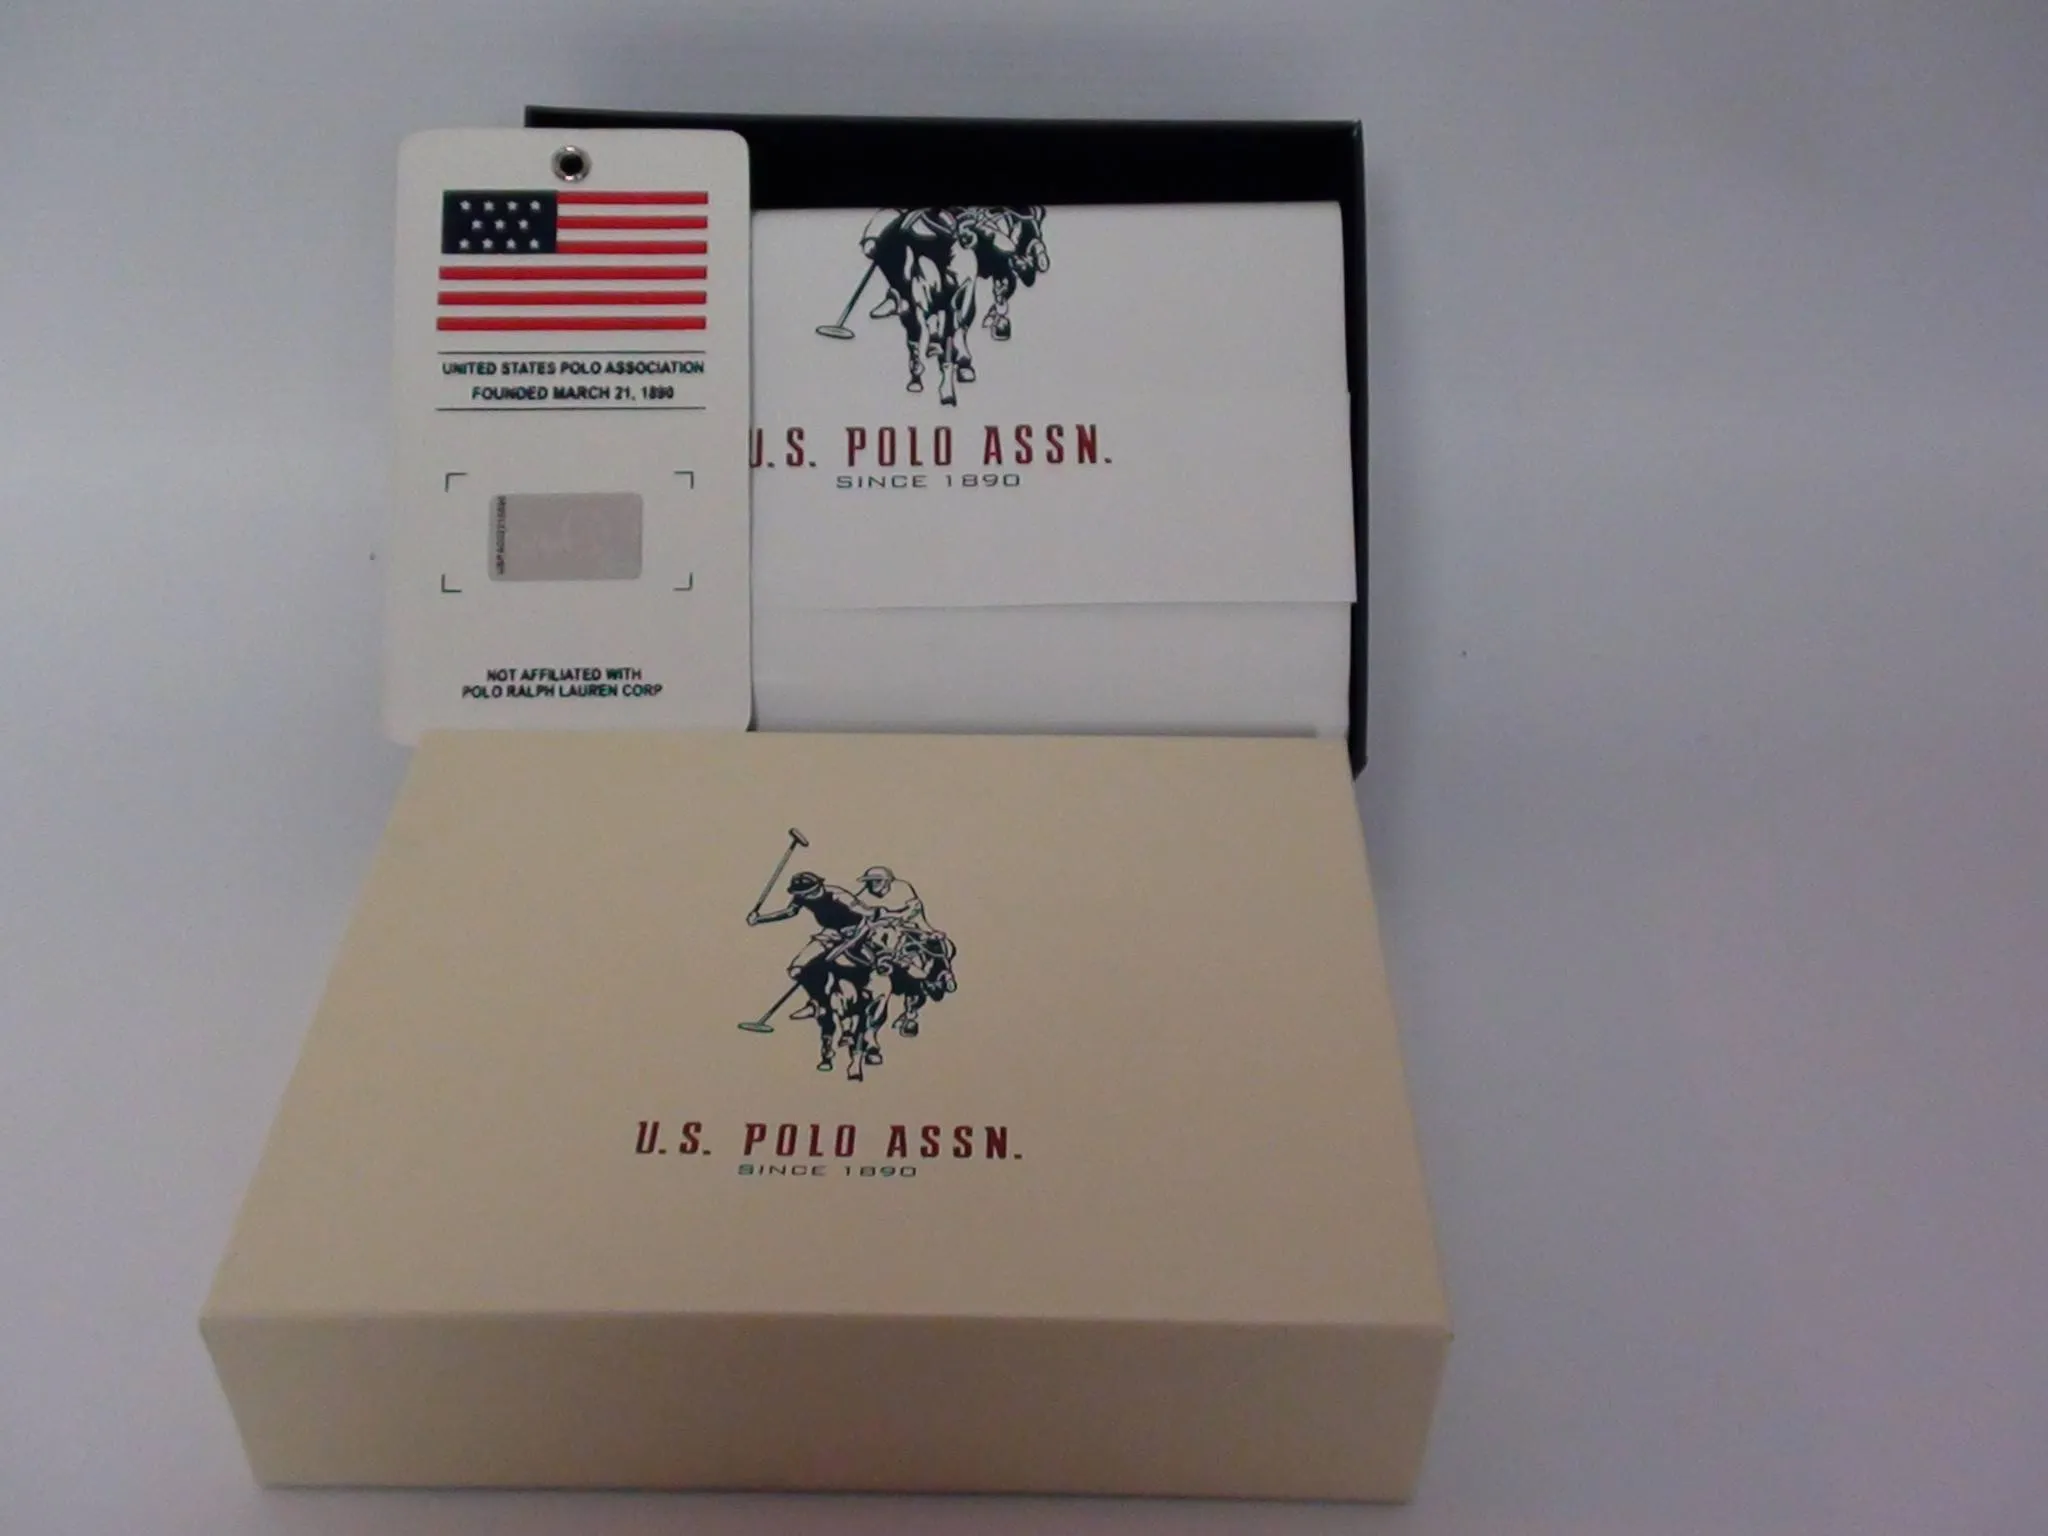 UNITED STATES POLO ASSOCIATION
FOUNDED MARCH 21, 1890
NOT AFFILIATED WITH
POLO RALPH LAUREN CORP
U.S. POLO ASSN.
SINCE 1890
U.S. POLO ASSN.
SINCE 1890